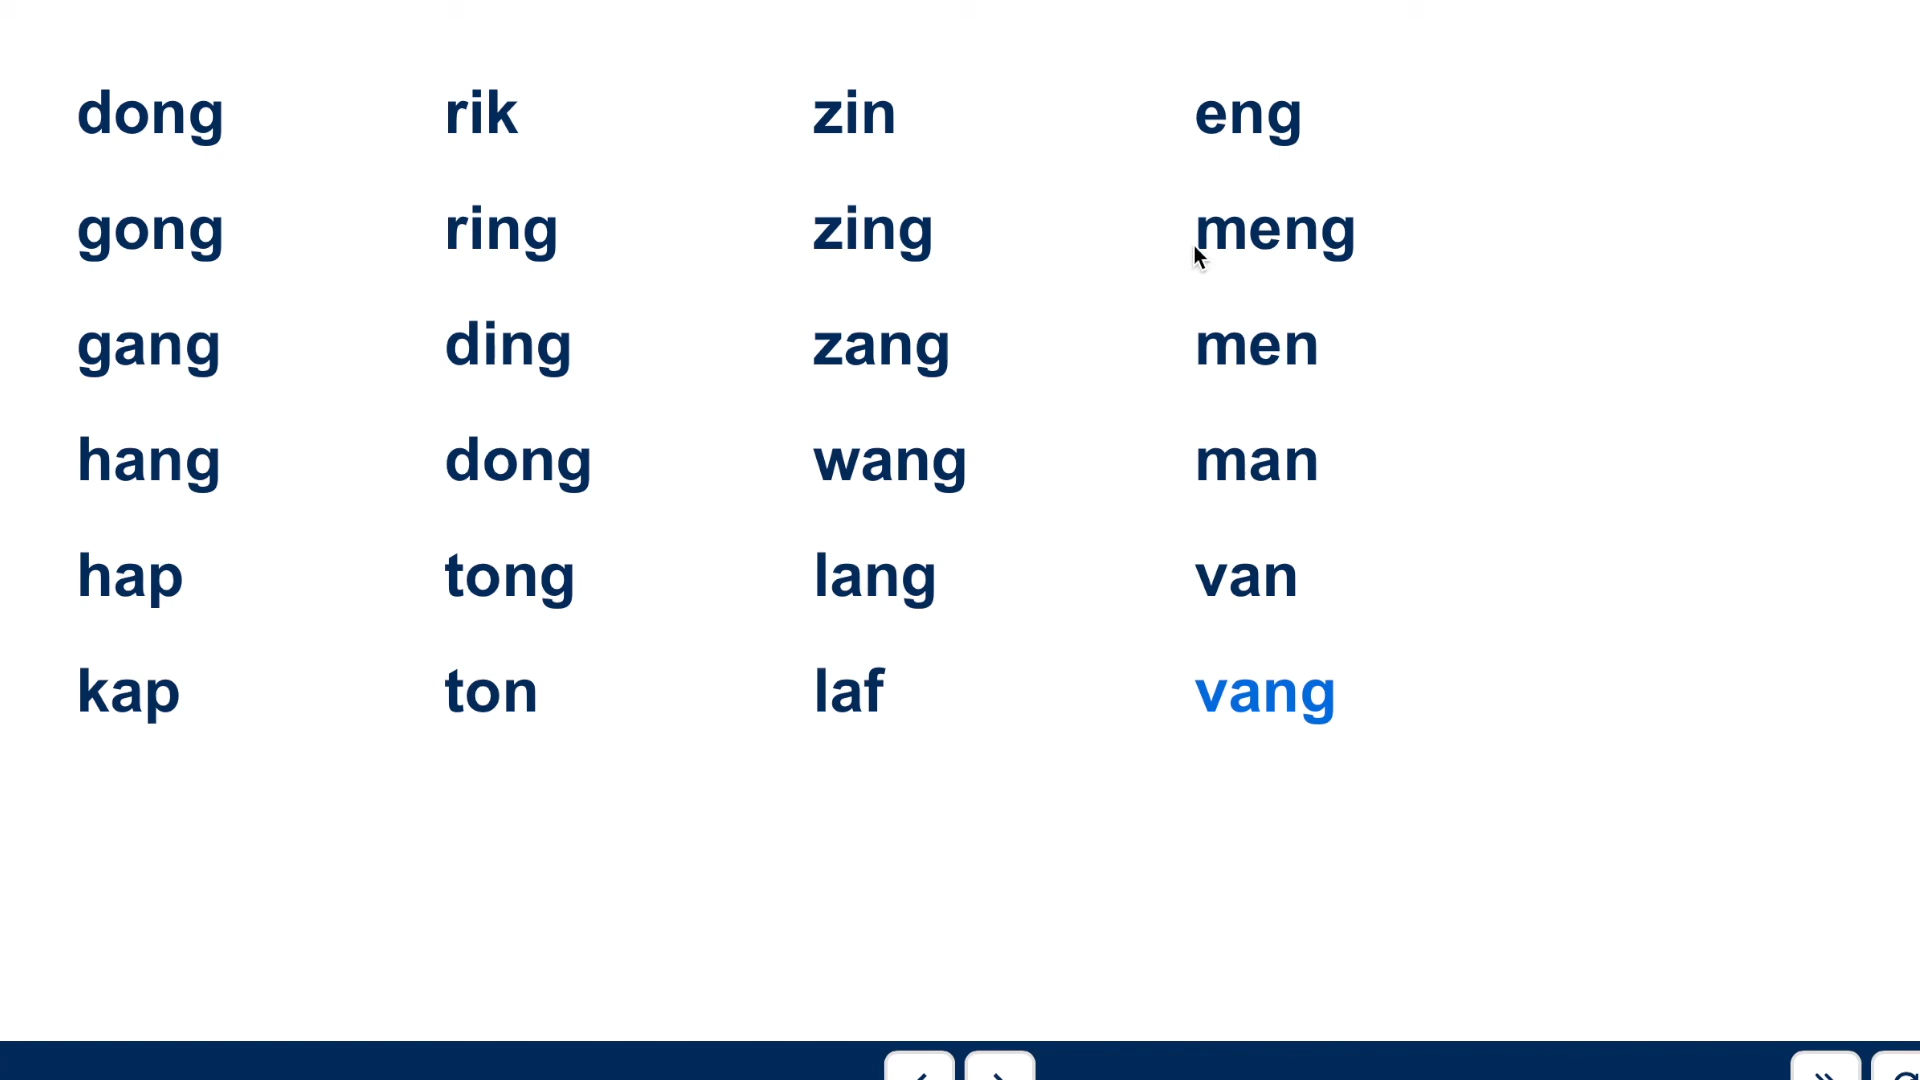 dong rik zin eng
gong ring zing meng
gang ding zang men
hang dong wang man
hap tong lang van
kap ton laf vang